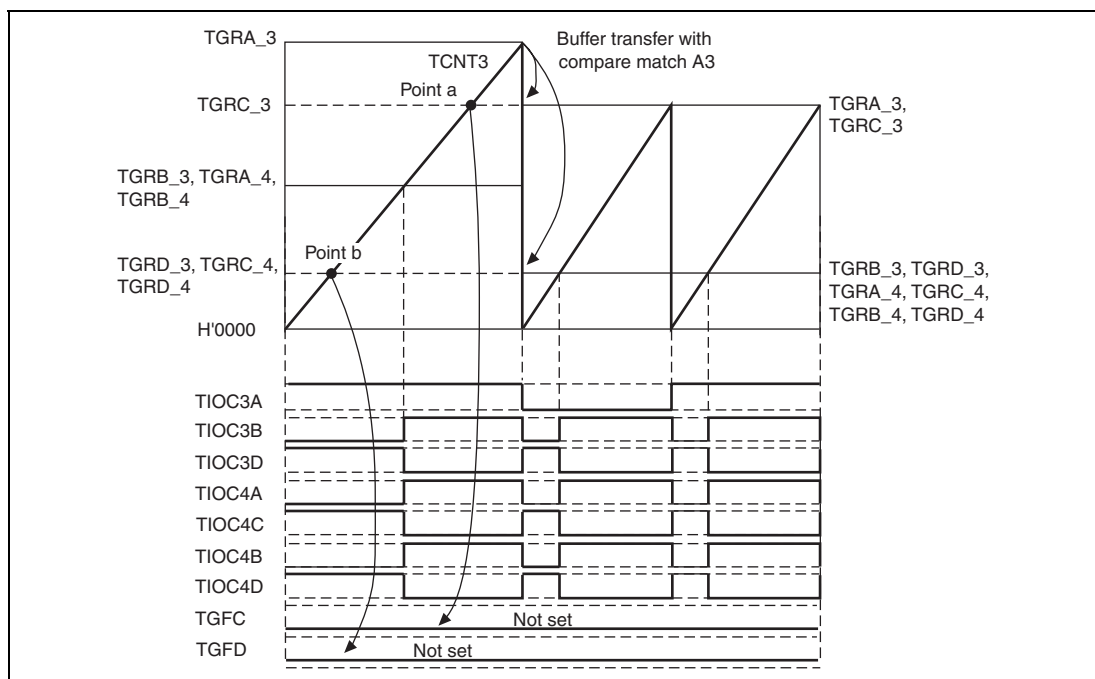 TGRA_3
TCNT3
Buffer transfer with
compare match A3
Point a
TGRC_3
TGRA_3,
TGRC_3
TGRB_3, TGRA_4,
TGRB_4
Point b
TGRD_3, TGRC_4,
TGRD_4
TGRB_3, TGRD_3,
TGRA_4, TGRC_4,
TGRB_4, TGRD_4
H'0000
TIOC3A
TIOC3B
TIOC3D
TIOC4A
TIOC4C
TIOC4B
TIOC4D
TGFC
Not set
TGFD
Not set